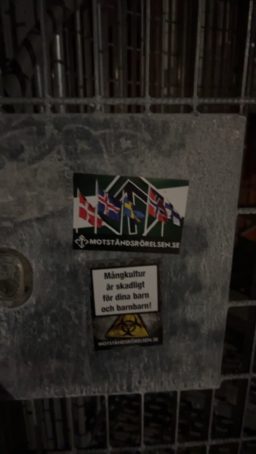 MOTSTÅNDSRÖRELSEN.SE
Mångkultur
är skadligt
för dina barn
och barnbarn!
MOTSTÅNDSRÖRELSEN.SE